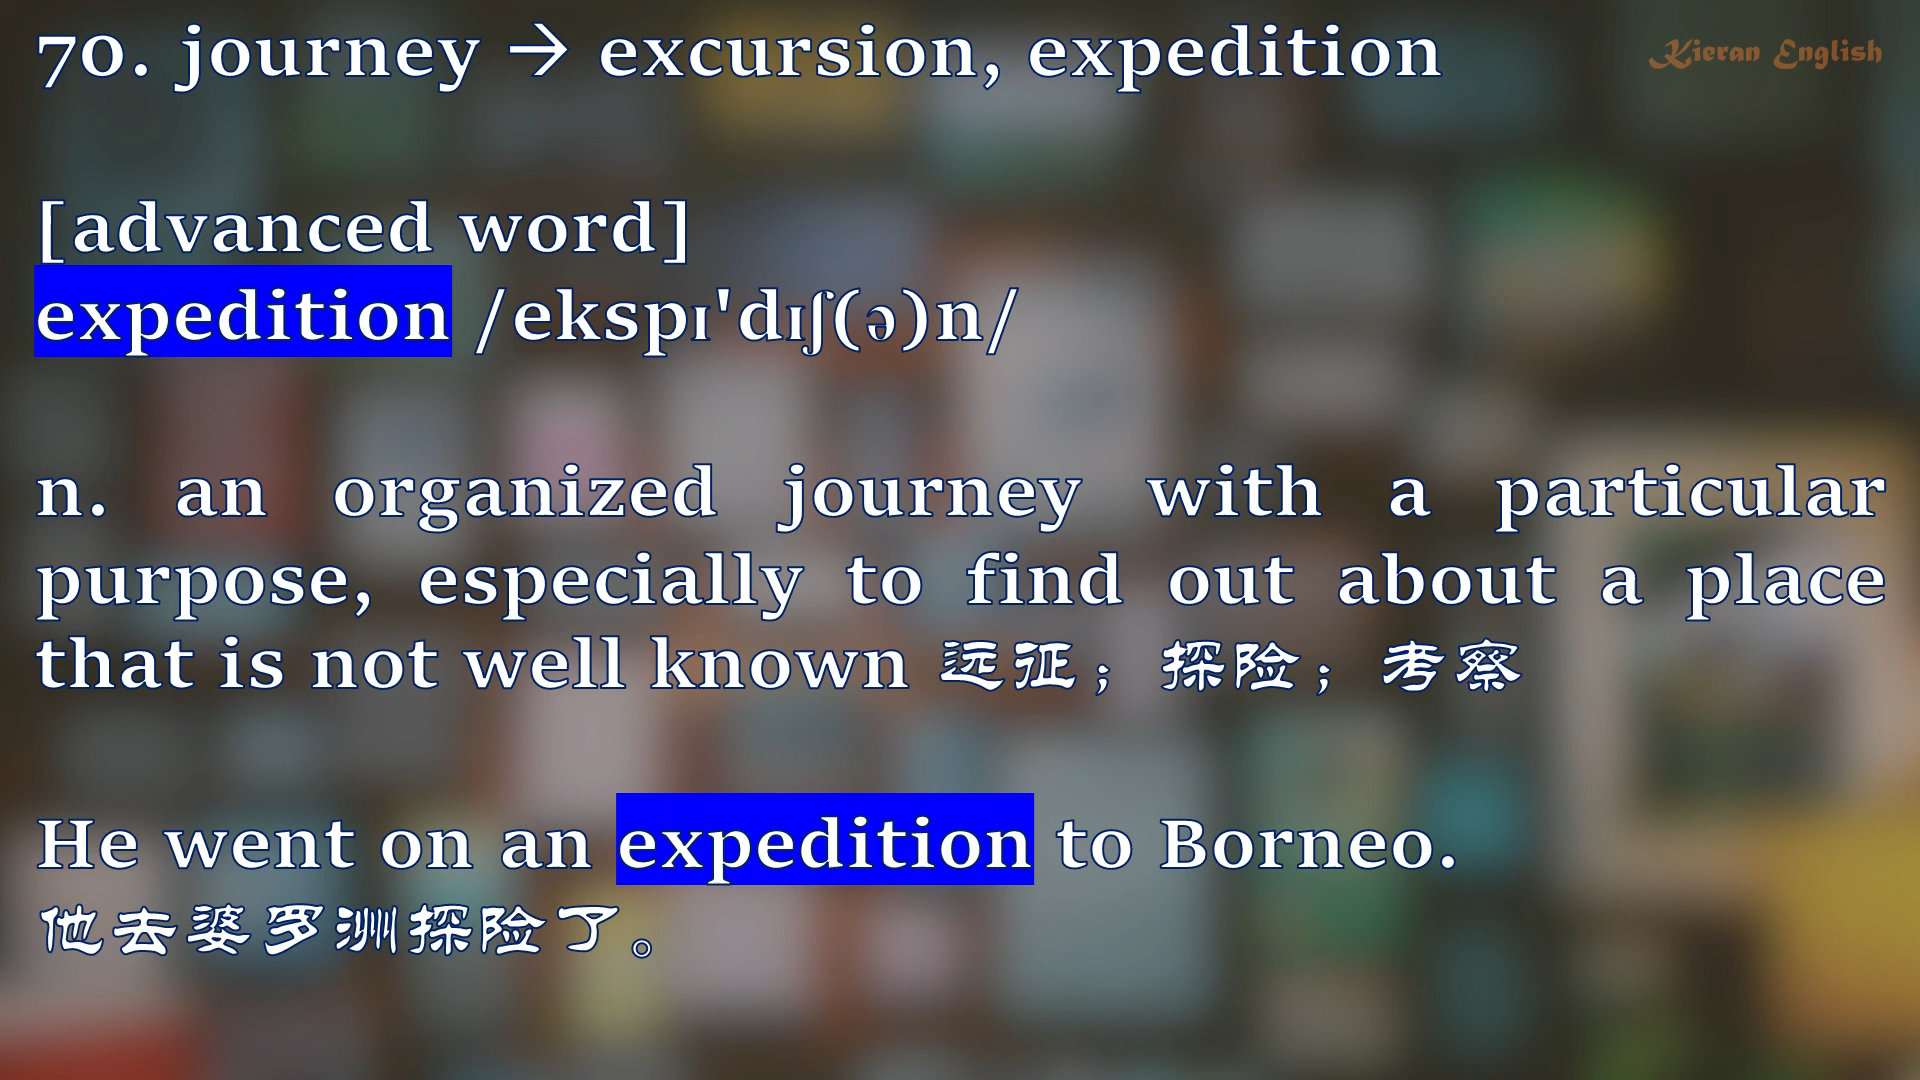 70. journey → excursion, expedition
Kieran English
[advanced word]
expedition /ekspɪ'dɪʃ(ə)n/
n. an organized journey with a particular
purpose, especially to find out about a place
that is not well known 远征；探险；考察
He went on an expedition to Borneo.
他去婆罗洲探险了。